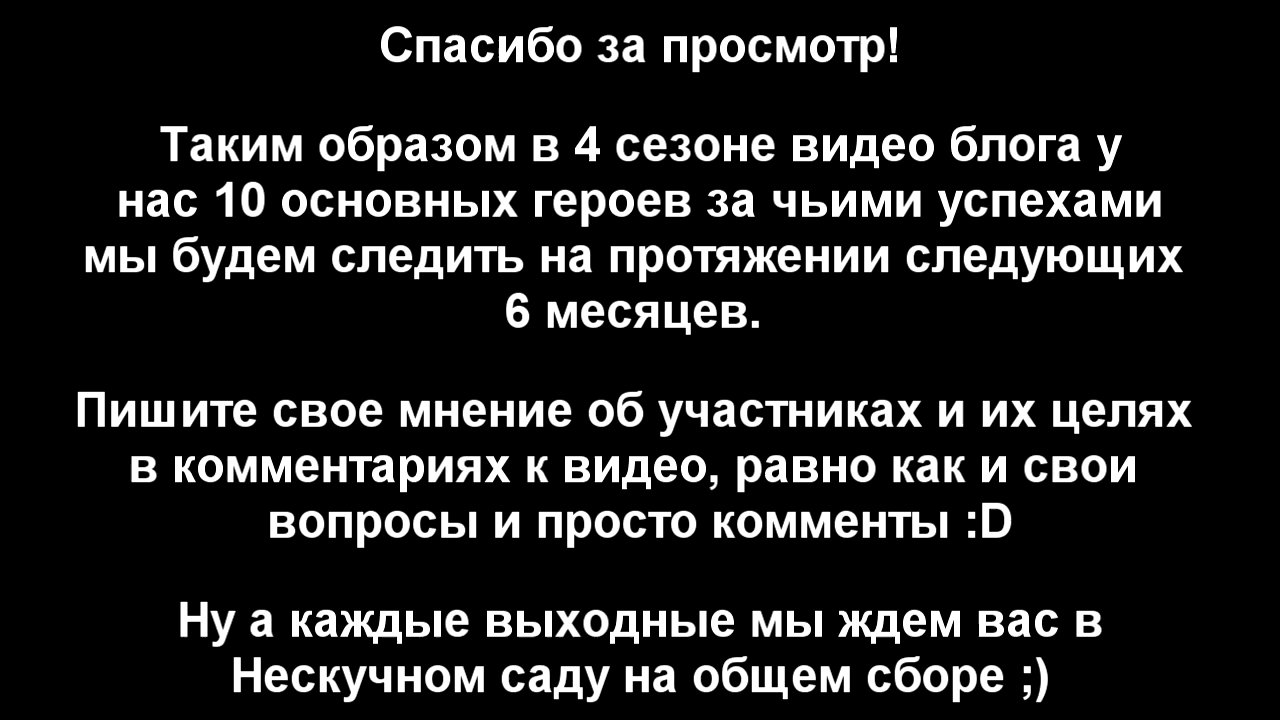 Спасибо за просмотр!
Таким образом в 4 сезоне видео блога у
нас 10 основных героев за чьими успехами
мы будем следить на протяжении следующих
6 месяцев.
Пишите свое мнение об участниках и их целях
в комментариях к видео, равно как и свои
вопросы и просто комменты :D
Ну а каждые выходные мы ждем вас в
Нескучном саду на общем сборе ;)